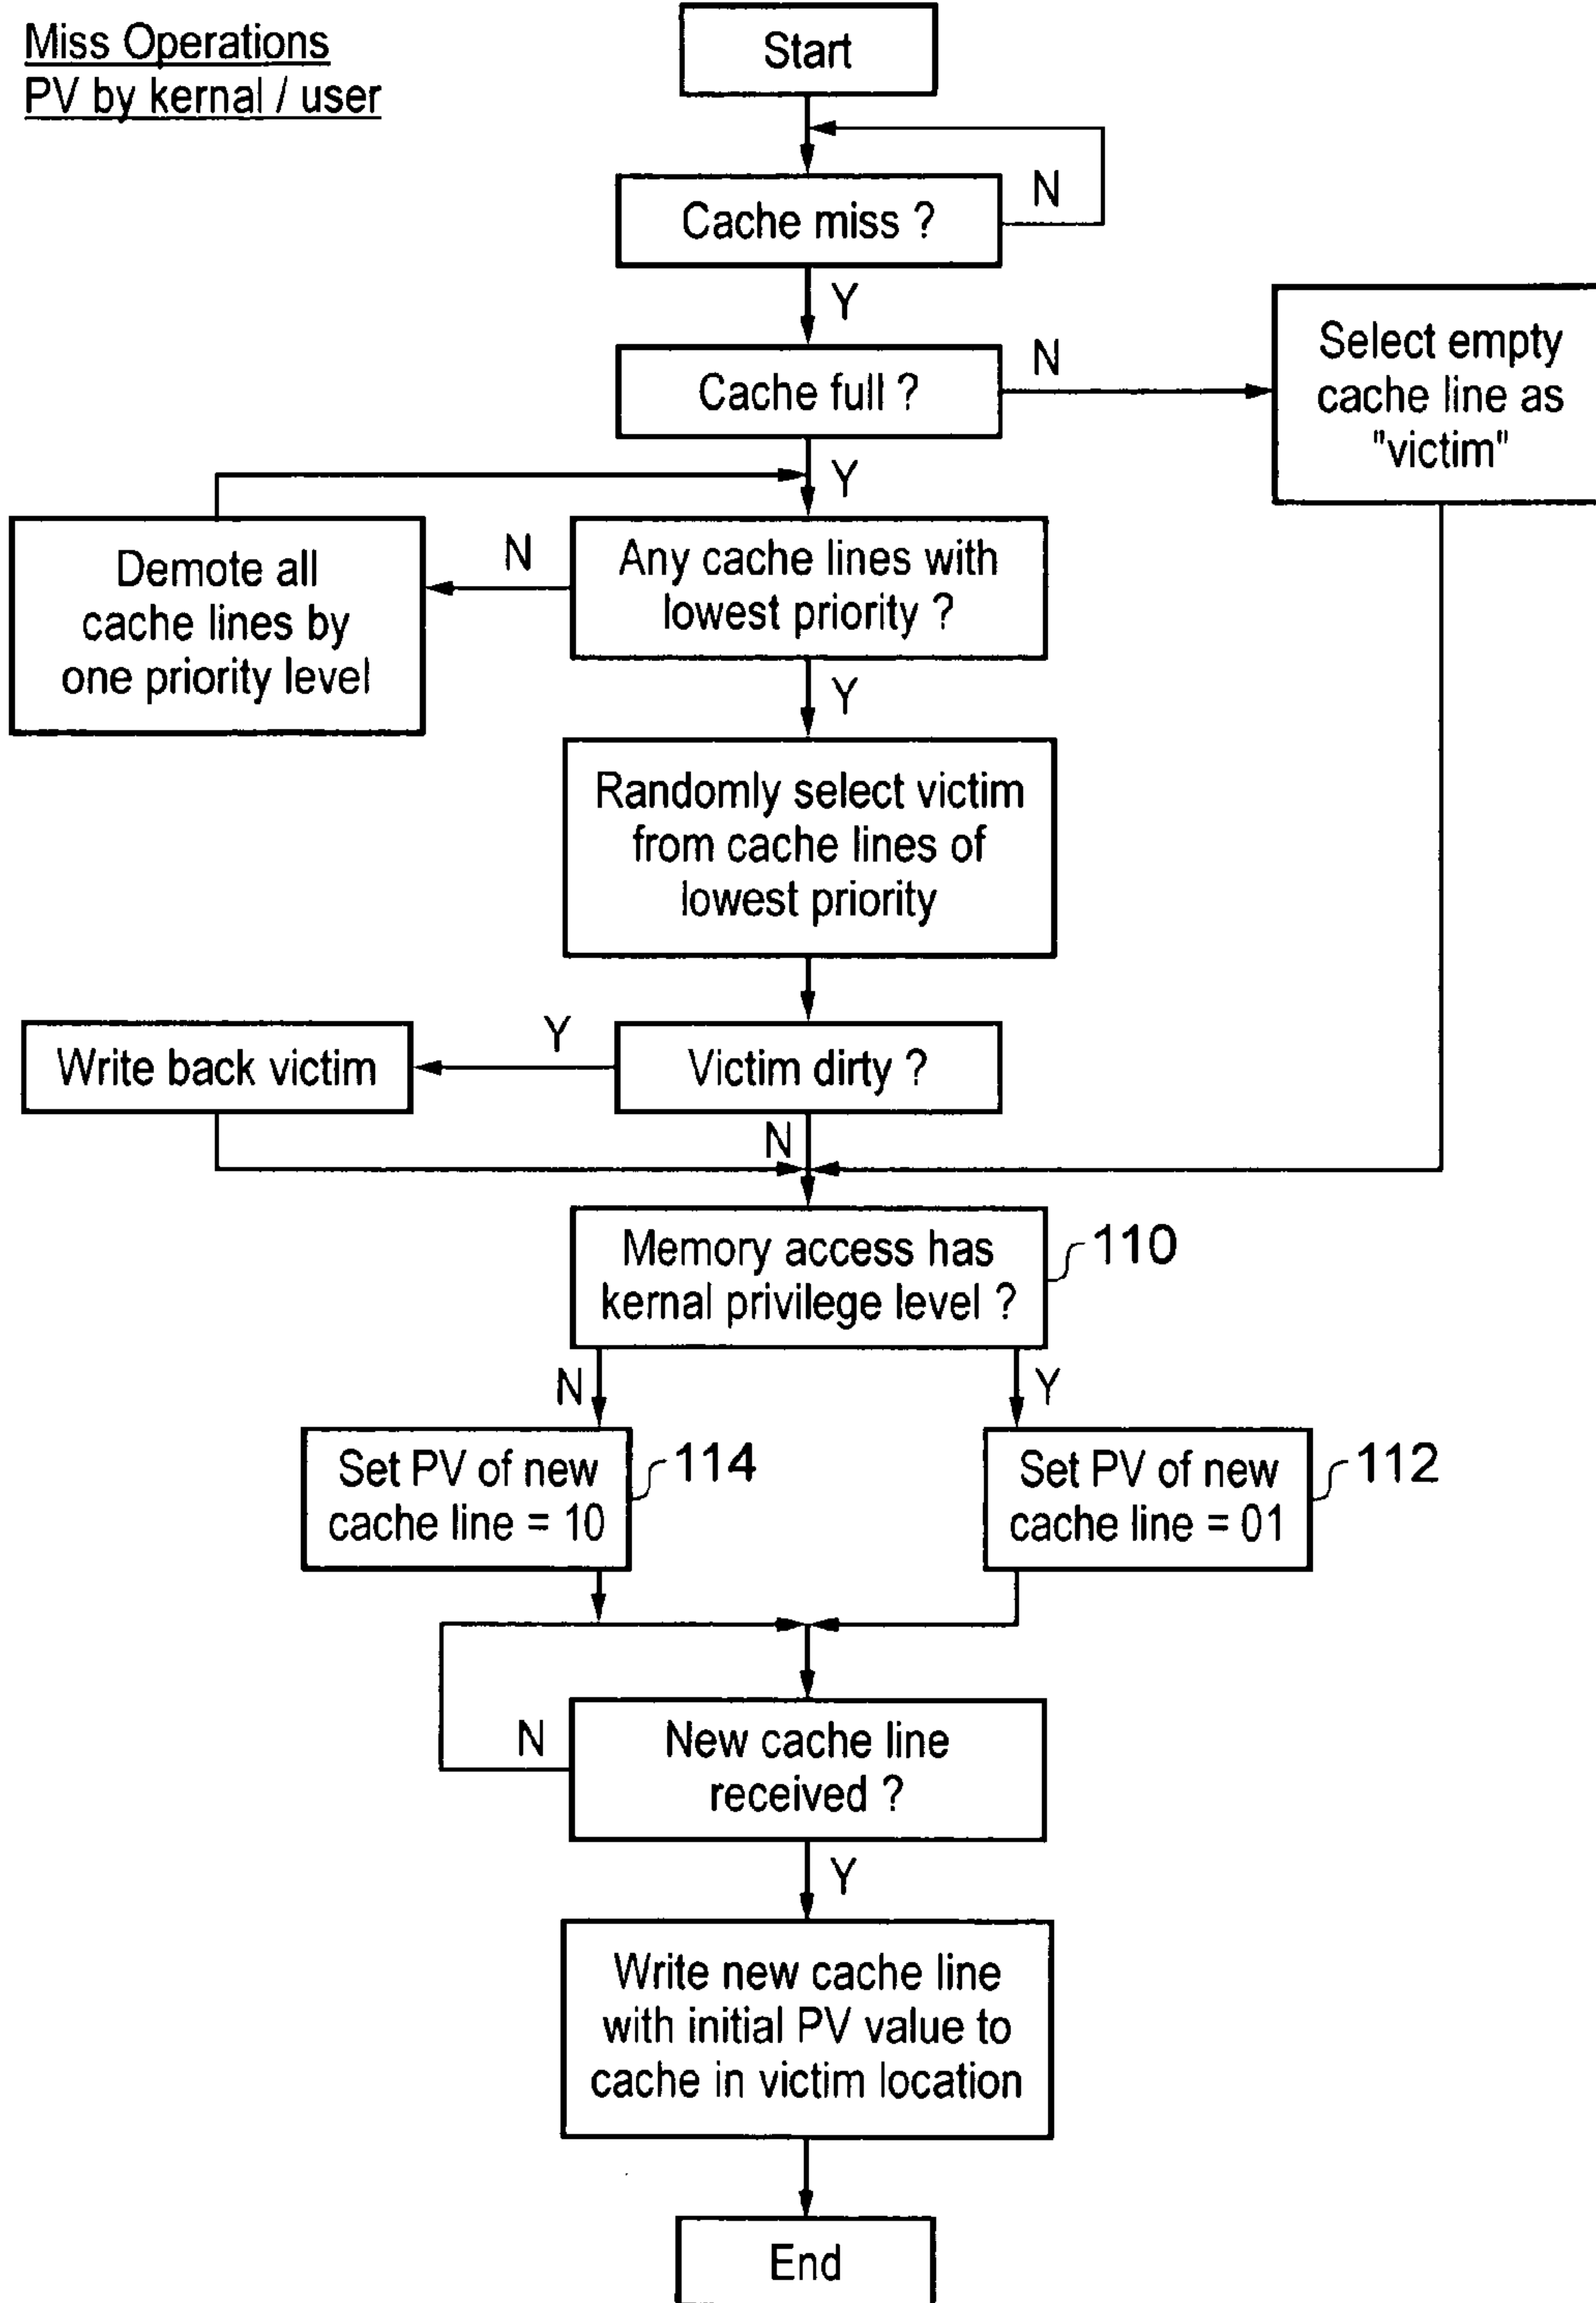 Miss Operations
PV by kernal / user
Start
Cache miss ?
N
Y
Cache full ?
N
Select empty
cache line as
"victim"
Y
Any cache lines with
lowest priority ?
N
Demote all
cache lines by
one priority level
Y
Randomly select victim
from cache lines of
lowest priority
Victim dirty ?
Y
Write back victim
N
Memory access has
kernal privilege level ?
110
N
Y
Set PV of new
cache line = 10
114
Set PV of new
cache line = 01
112
New cache line
received ?
N
Y
Write new cache line
with initial PV value to
cache in victim location
End